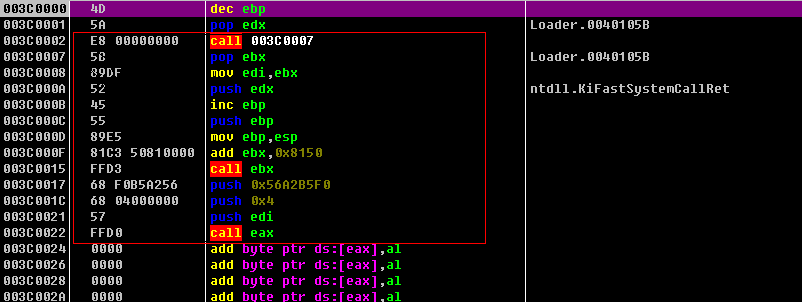 003C0000 4D dec ebp
003C0001 5A pop edx Loader.0040105B
003C0002 E8 00000000 call 003C0007
003C0007 5B pop ebx Loader.0040105B
003C0008 89DF mov edi,ebx
003C000A 52 push edx ntdll.KiFastSystemCallRet
003C000B 45 inc ebp
003C000C 55 push ebp
003C000D 89E5 mov ebp,esp
003C000F 81C3 50810000 add ebx,0x8150
003C0015 FFD3 call ebx
003C0017 68 F0B5A256 push 0x56A2B5F0
003C001C 68 04000000 push 0x4
003C0021 57 push edi
003C0022 FFD0 call eax
003C0024 0000 add byte ptr ds:[eax],al
003C0026 0000 add byte ptr ds:[eax],al
003C0028 0000 add byte ptr ds:[eax],al
003C002A 0000 add byte ptr ds:[eax],al